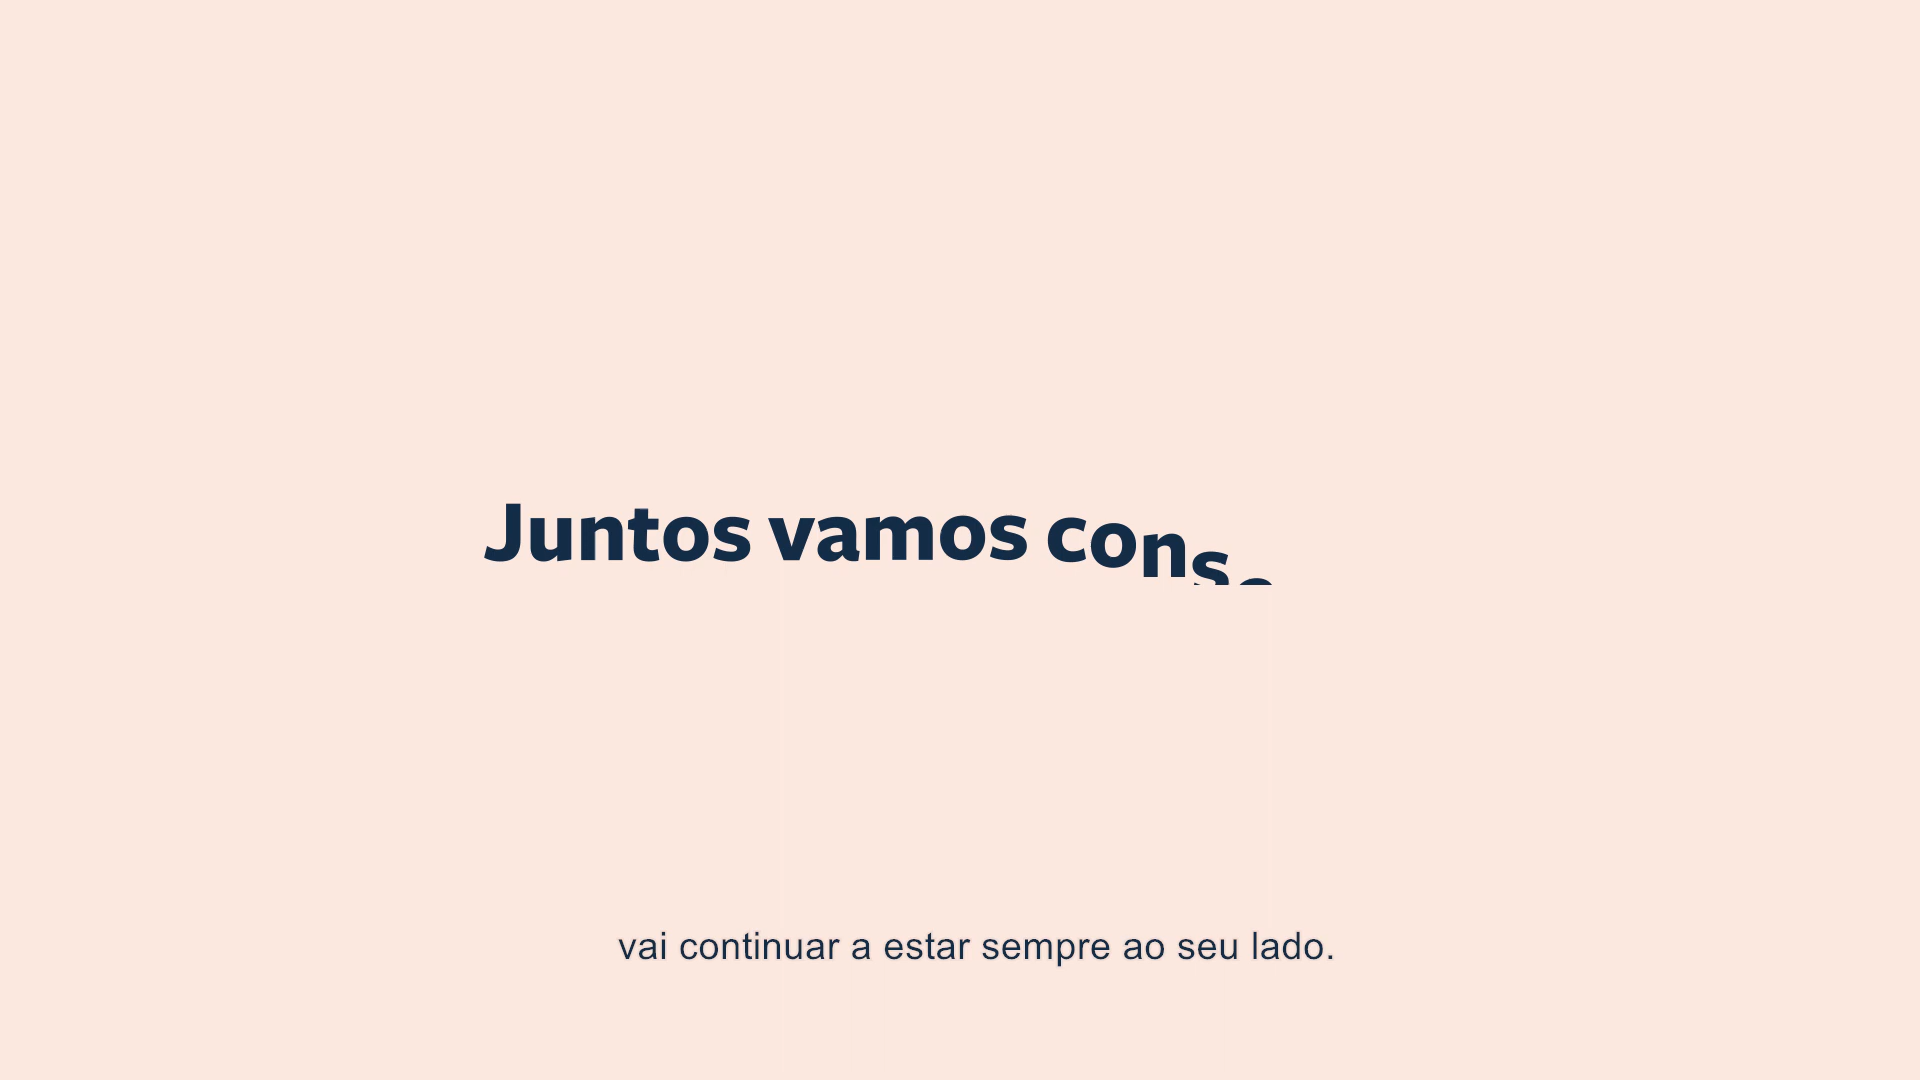 Juntos vamos cons
vai continuar a estar sempre ao seu lado.